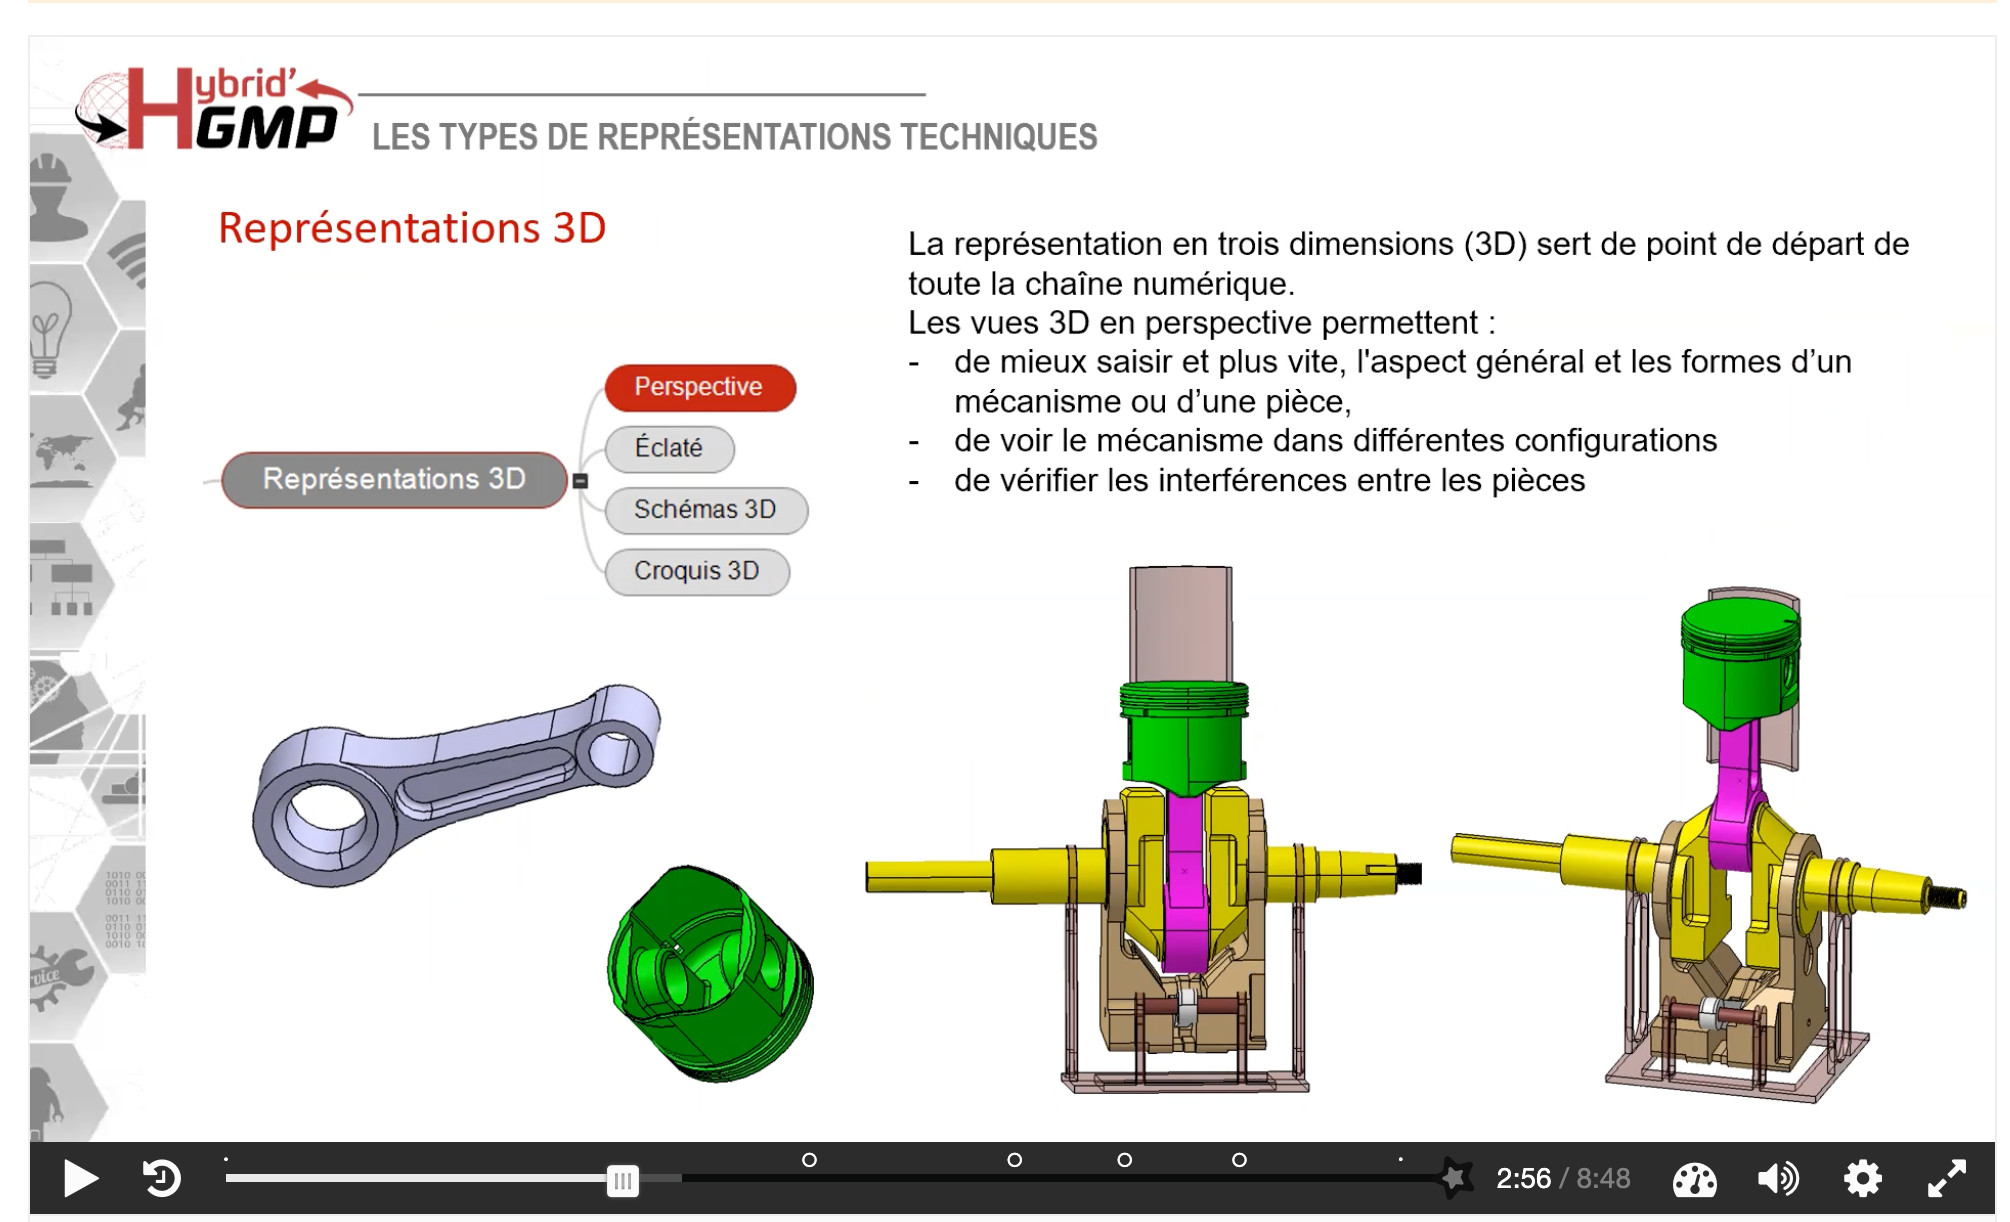 Hybrid'
GMP
LES TYPES DE REPRÉSENTATIONS TECHNIQUES
Représentations 3D
La représentation en trois dimensions (3D) sert de point de départ de
toute la chaîne numérique.
Les vues 3D en perspective permettent :
- de mieux saisir et plus vite, l'aspect général et les formes d’un
mécanisme ou d’une pièce,
- de voir le mécanisme dans différentes configurations
- de vérifier les interférences entre les pièces
Représentations 3D
Perspective
Éclaté
Schémas 3D
Croquis 3D
2:56 / 8:48